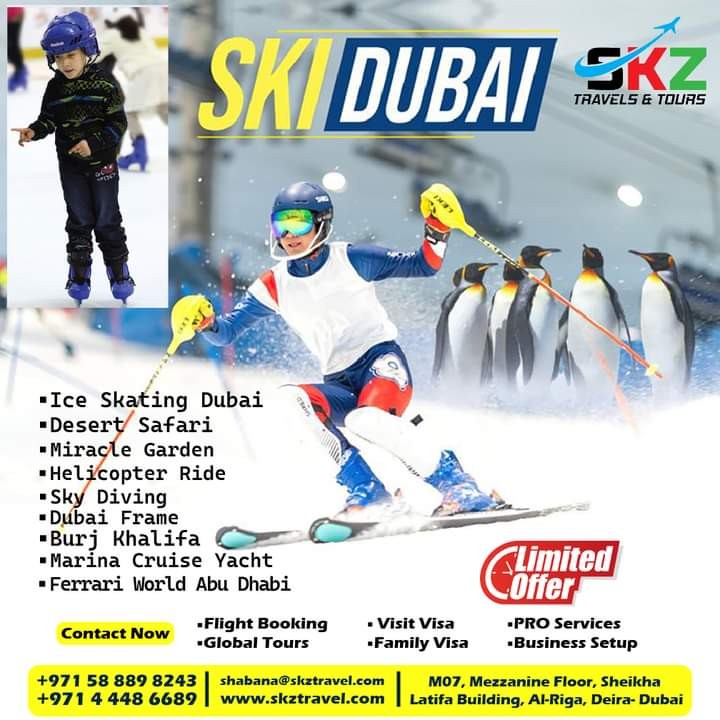 SKI DUBAI
SKZ
TRAVELS & TOURS
Reebok
LEKI
▪Ice Skating Dubai
▪Desert Safari
▪Miracle Garden
▪Helicopter Ride
▪Sky Diving
▪Dubai Frame
▪Burj Khalifa
▪Marina Cruise Yacht
▪Ferrari World Abu Dhabi
Limited
Offer
Contact Now
▪Flight Booking ▪Visit Visa ▪PRO Services
▪Global Tours ▪Family Visa ▪Business Setup
+971 58 889 8243
+971 4 448 6689
shabana@skztravel.com
www.skztravel.com
M07, Mezzanine Floor, Sheikha
Latifa Building, Al-Riga, Deira- Dubai